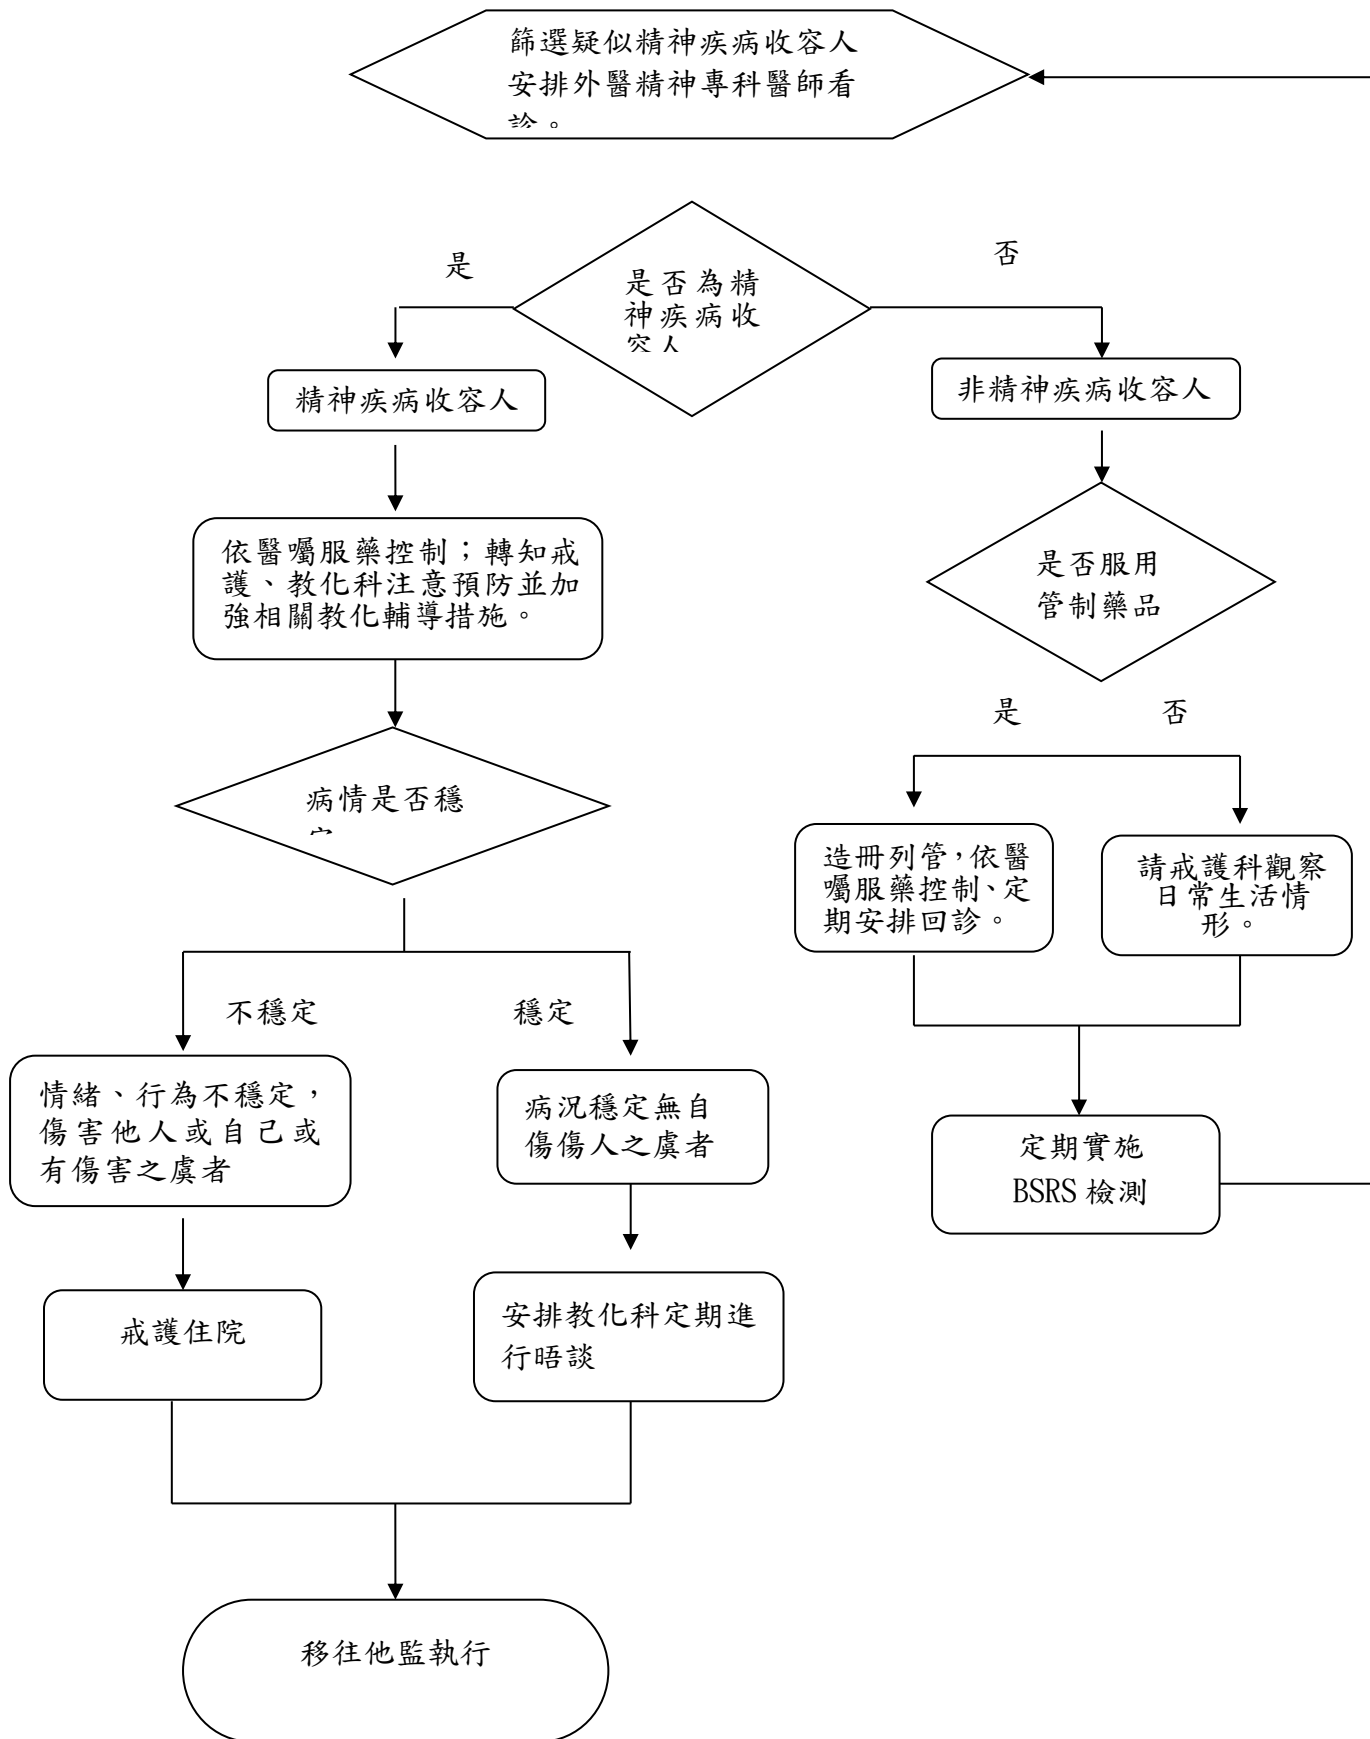 篩選疑似精神疾病收容人
安排外醫精神專科醫師看
診。
是
否
是否為精
神疾病收
容人
精神疾病收容人
非精神疾病收容人
依醫囑服藥控制；轉知戒
護、教化科注意預防並加
強相關教化輔導措施。
是否服用
管制藥品
是
否
病情是否穩
造冊列管，依醫
囑服藥控制、定
期安排回診。
請戒護科觀察
日常生活情
形。
不穩定
穩定
情緒、行為不穩定，
傷害他人或自己或
有傷害之虞者
病況穩定無自
傷傷人之虞者
定期實施
BSRS 檢測
戒護住院
安排教化科定期進
行晤談
移往他監執行